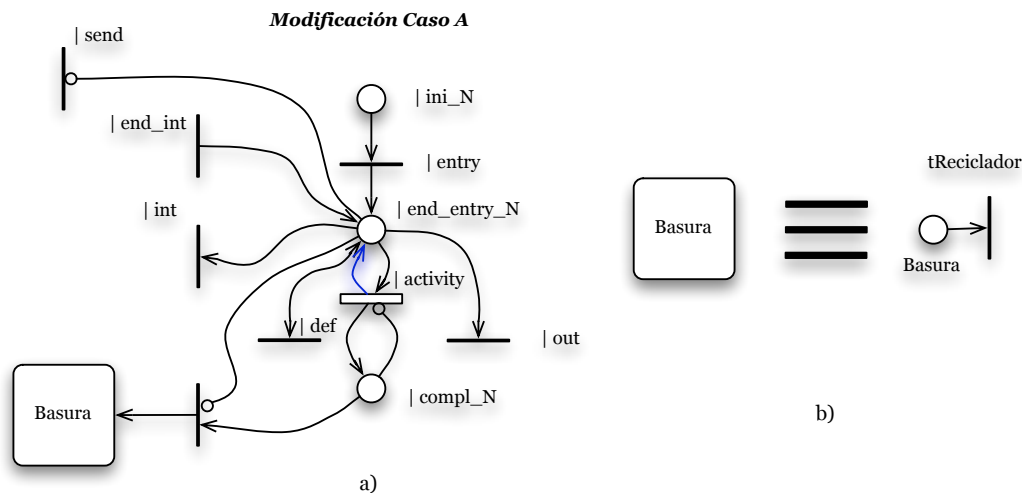 Modificación Caso A
| send
| ini_N
| end_int
| entry
tReciclador
| int
| end_entry_N
Basura
Basura
| activity
| def
| out
| compl_N
Basura
b)
a)